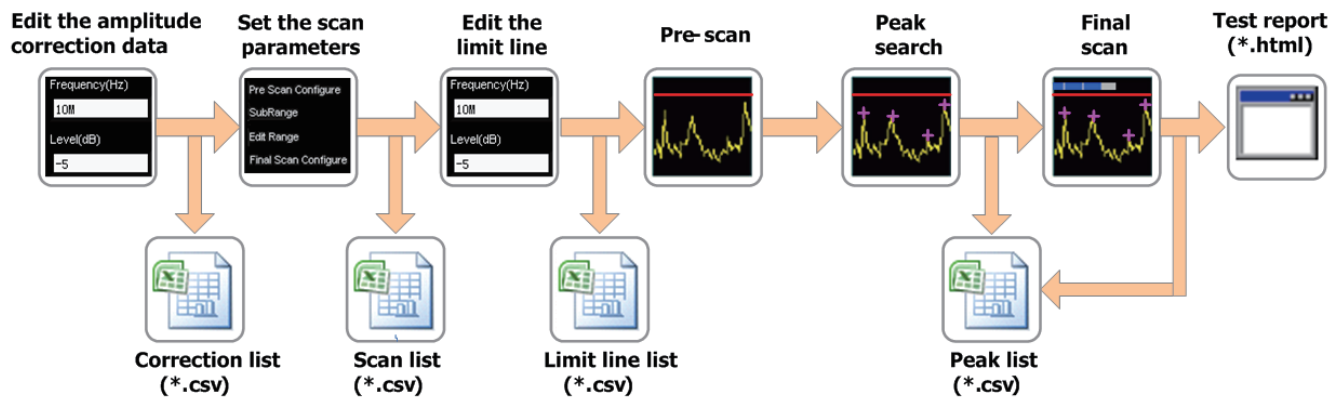 Edit the amplitude
correction data
Set the scan
parameters
Edit the
limit line
Pre-scan
Peak
search
Final
scan
Test report
(*.html)
Frequency(Hz)
10M
Level(dB)
-5
Pre Scan Configure
SubRange
Edit Range
Final Scan Configure
Frequency(Hz)
10M
Level(dB)
-5
Correction list
(*.csv)
Scan list
(*.csv)
Limit line list
(*.csv)
Peak list
(*.csv)